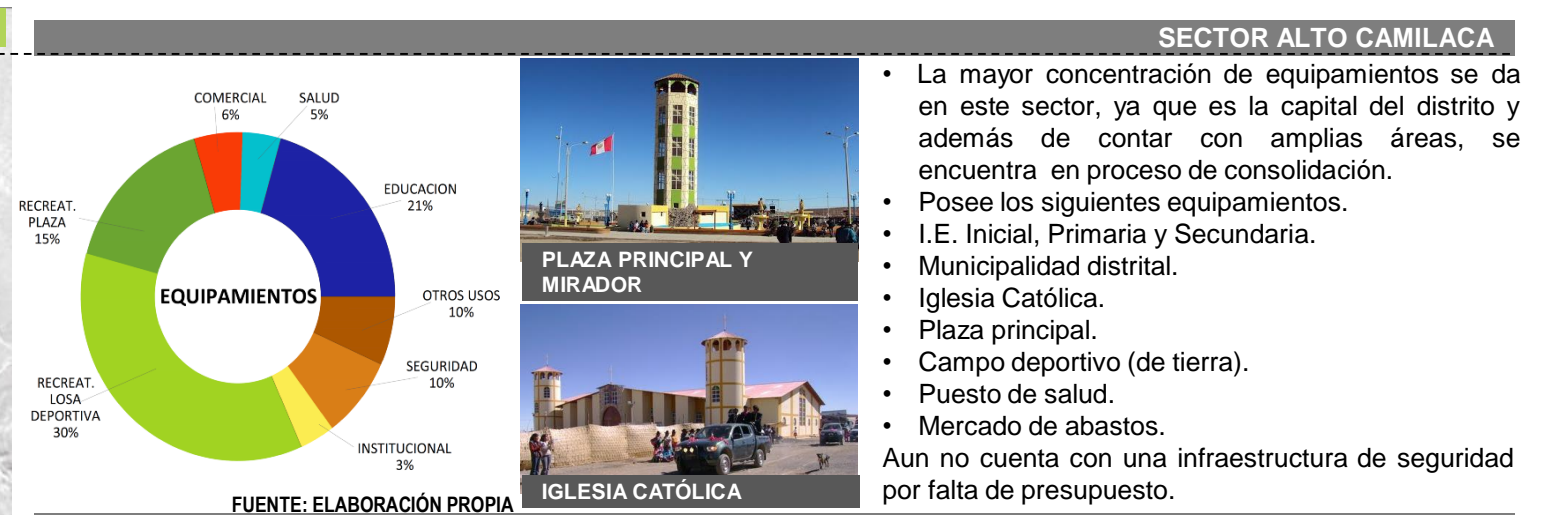 SECTOR ALTO CAMILACA
COMERCIAL
6%
SALUD
5%
EDUCACION
21%
RECREAT.
PLAZA
15%
EQUIPAMIENTOS
OTROS USOS
10%
SEGURIDAD
10%
RECREAT.
LOSA
DEPORTIVA
30%
INSTITUCIONAL
3%
FUENTE: ELABORACIÓN PROPIA
PLAZA PRINCIPAL Y
MIRADOR
IGLESIA CATÓLICA
• La mayor concentración de equipamientos se da
en este sector, ya que es la capital del distrito y
además de contar con amplias áreas, se
encuentra en proceso de consolidación.
• Posee los siguientes equipamientos.
• I.E. Inicial, Primaria y Secundaria.
• Municipalidad distrital.
• Iglesia Católica.
• Plaza principal.
• Campo deportivo (de tierra).
• Puesto de salud.
• Mercado de abastos.
Aun no cuenta con una infraestructura de seguridad
por falta de presupuesto.